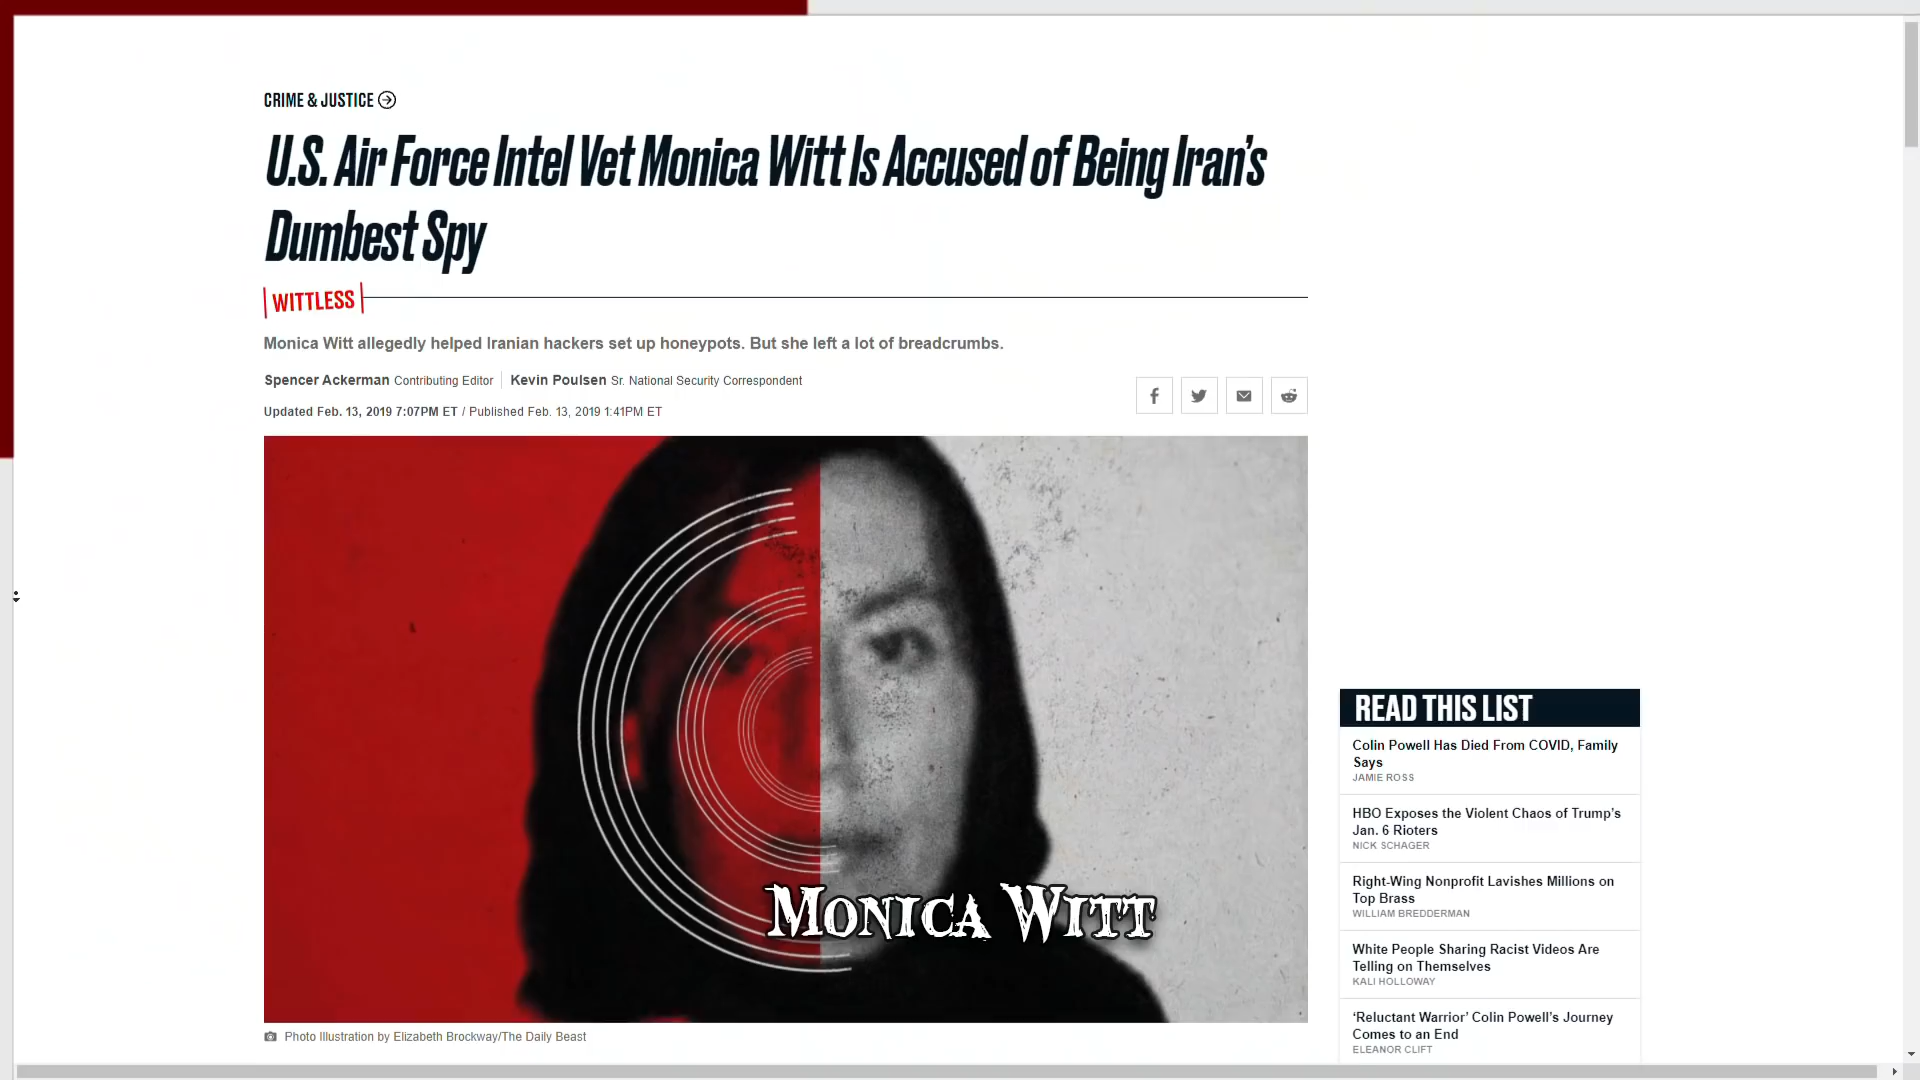 CRIME & JUSTICE
U.S. Air Force Intel Vet Monica Witt Is Accused of Being Iran’s
Dumbest Spy
WITTLESS
Monica Witt allegedly helped Iranian hackers set up honeypots. But she left a lot of breadcrumbs.
Spencer Ackerman Contributing Editor Kevin Poulsen Sr. National Security Correspondent
Updated Feb. 13, 2019 7:07PM ET / Published Feb. 13, 2019 1:41PM ET
MONICA WITT
Photo Illustration by Elizabeth Brockway/The Daily Beast
READ THIS LIST
Colin Powell Has Died From COVID, Family
Says
JAMIE ROSS
HBO Exposes the Violent Chaos of Trump’s
Jan. 6 Rioters
NICK SCHAGER
Right-Wing Nonprofit Lavishes Millions on
Top Brass
WILLIAM BREDDERMAN
White People Sharing Racist Videos Are
Telling on Themselves
KALI HOLLOWAY
‘Reluctant Warrior’ Colin Powell’s Journey
Comes to an End
ELEANOR CLIFT